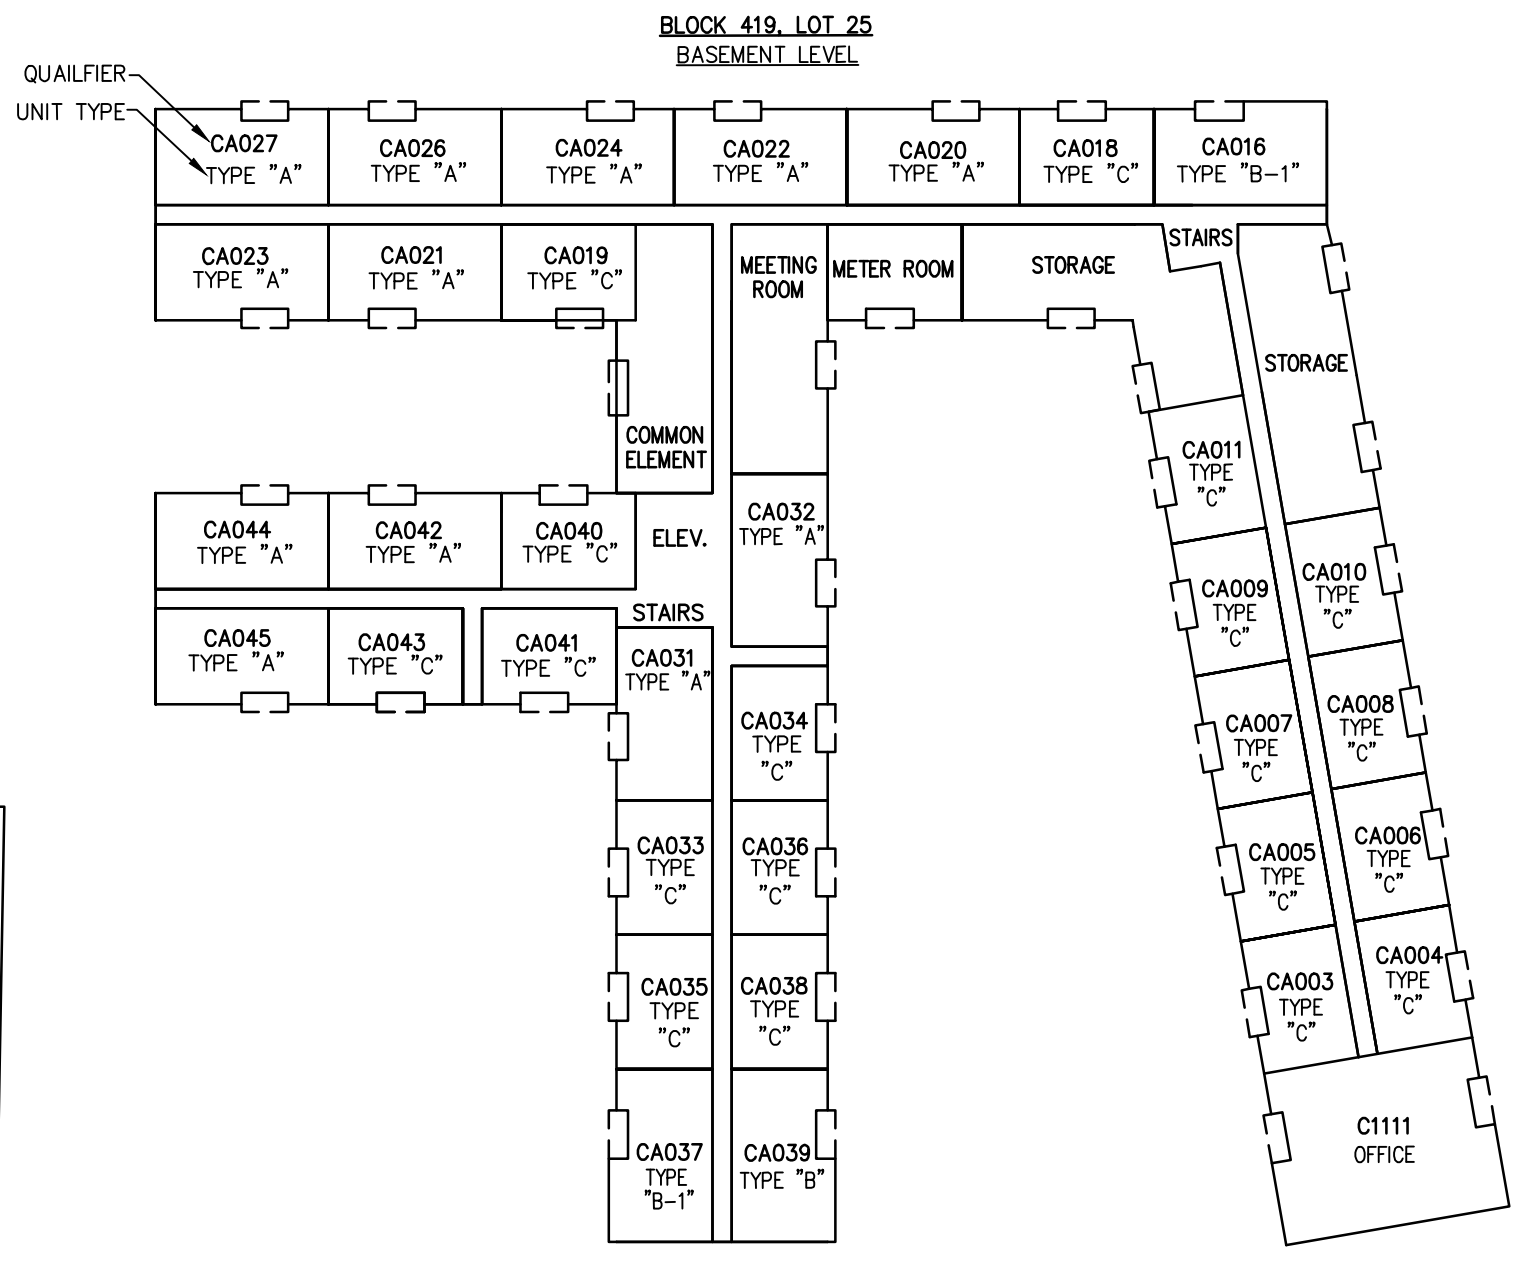 BLOCK 419, LOT 25
BASEMENT LEVEL
QUAILFIER
UNIT TYPE
CA027
TYPE "A"
CA026
TYPE "A"
CA024
TYPE "A"
CA022
TYPE "A"
CA020
TYPE "A"
CA018
TYPE "C"
CA016
TYPE "B-1"
CA023
TYPE "A"
CA021
TYPE "A"
CA019
TYPE "C"
MEETING
ROOM
METER ROOM
STORAGE
STAIRS
STORAGE
COMMON
ELEMENT
CA011
TYPE
"C"
CA044
TYPE "A"
CA042
TYPE "A"
CA040
TYPE "C"
ELEV.
CA032
TYPE "A"
CA009
TYPE
"C"
CA010
TYPE
"C"
STAIRS
CA045
TYPE "A"
CA043
TYPE "C"
CA041
TYPE "C"
CA031
TYPE "A"
CA034
TYPE
"C"
CA007
TYPE
"C"
CA008
TYPE
"C"
CA033
TYPE
"C"
CA036
TYPE
"C"
CA005
TYPE
"C"
CA006
TYPE
"C"
CA035
TYPE
"C"
CA038
TYPE
"C"
CA003
TYPE
"C"
CA004
TYPE
"C"
CA037
TYPE
"B-1"
CA039
TYPE "B"
C1111
OFFICE